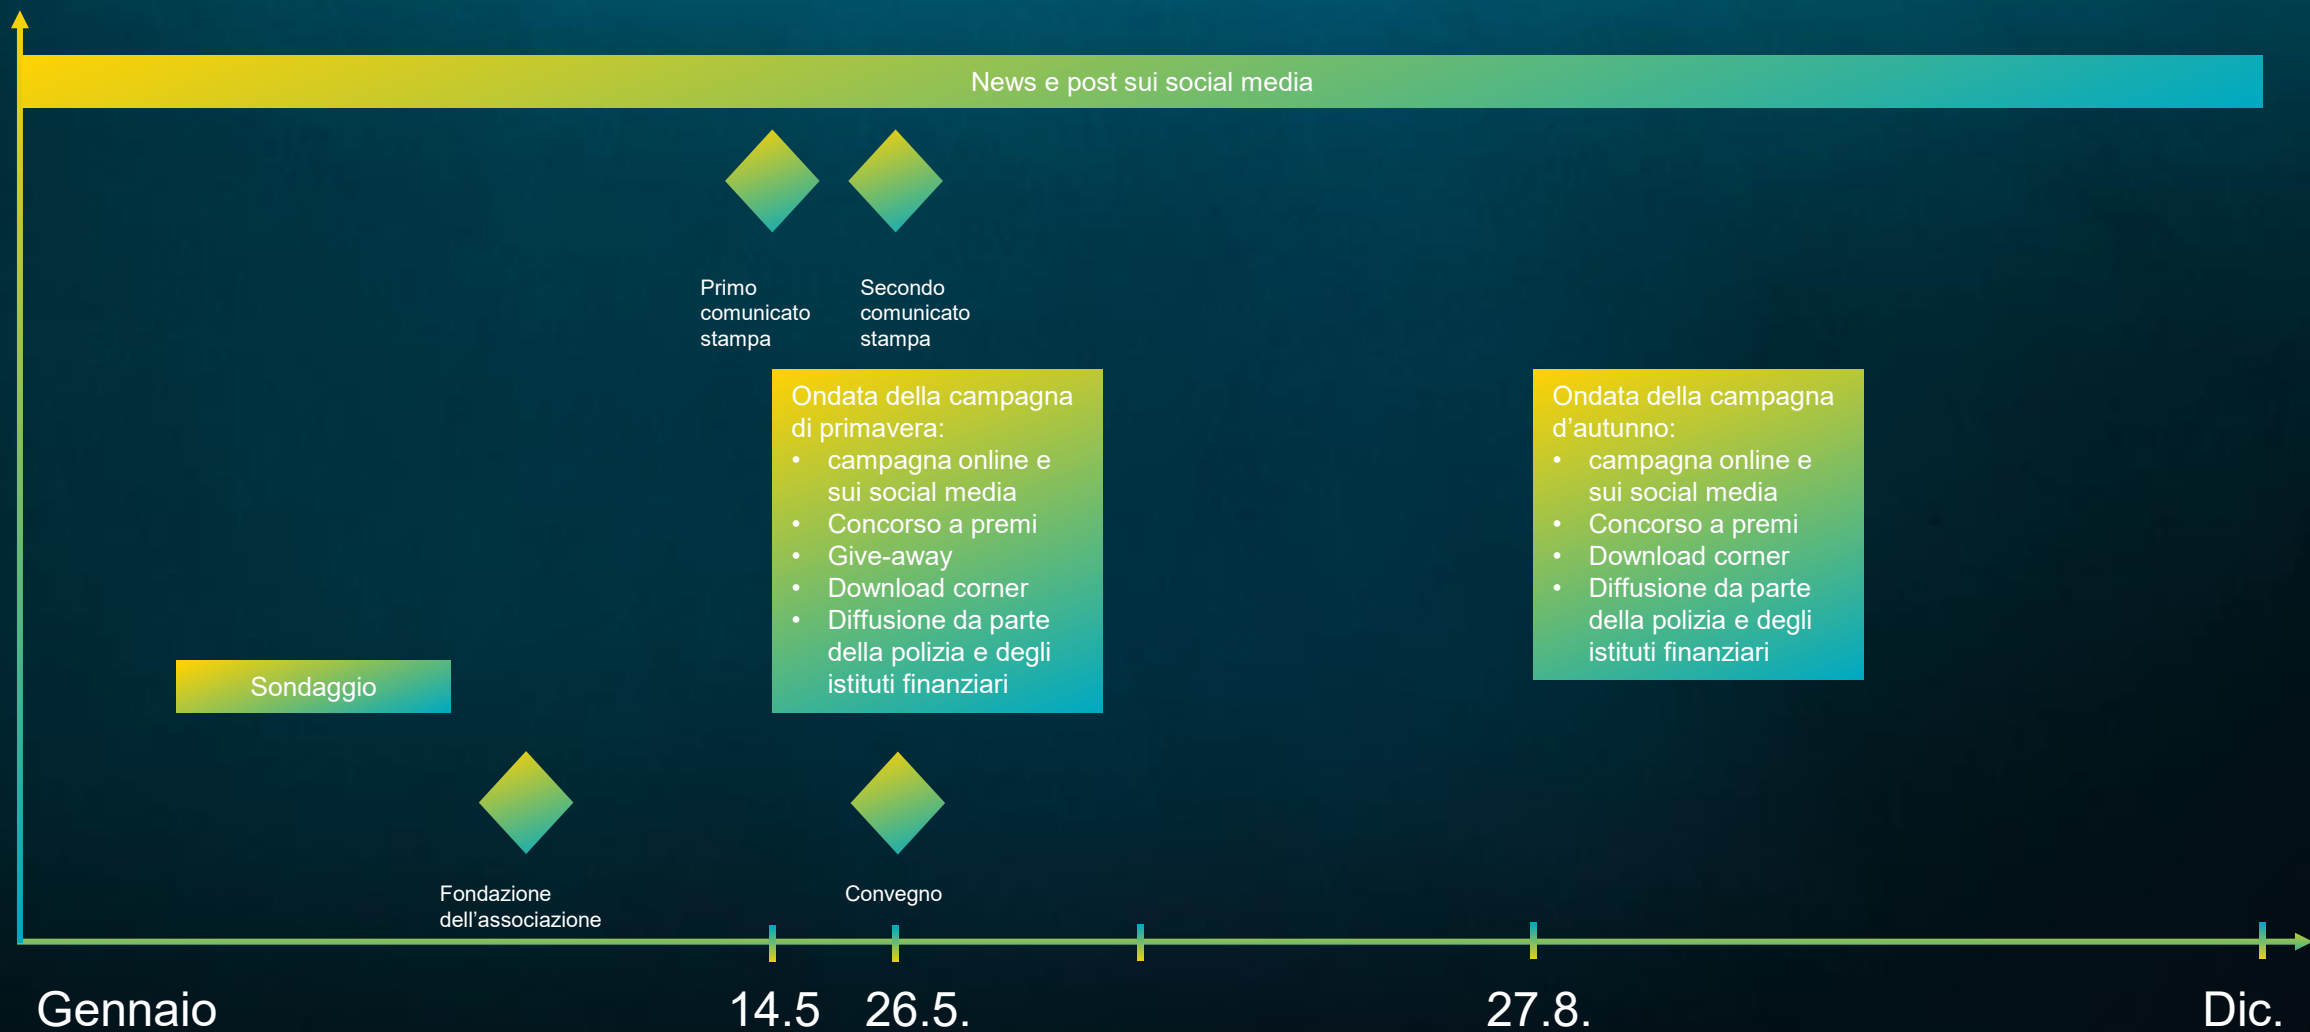 News e post sui social media
Primo
comunicato
stampa
Secondo
comunicato
stampa
Ondata della campagna
di primavera:
• campagna online e
sui social media
• Concorso a premi
• Give-away
• Download corner
• Diffusione da parte
della polizia e degli
istituti finanziari
Ondata della campagna
d’autunno:
• campagna online e
sui social media
• Concorso a premi
• Download corner
• Diffusione da parte
della polizia e degli
istituti finanziari
Sondaggio
Fondazione
dell’associazione
Convegno
Gennaio
14.5
26.5.
27.8.
Dic.